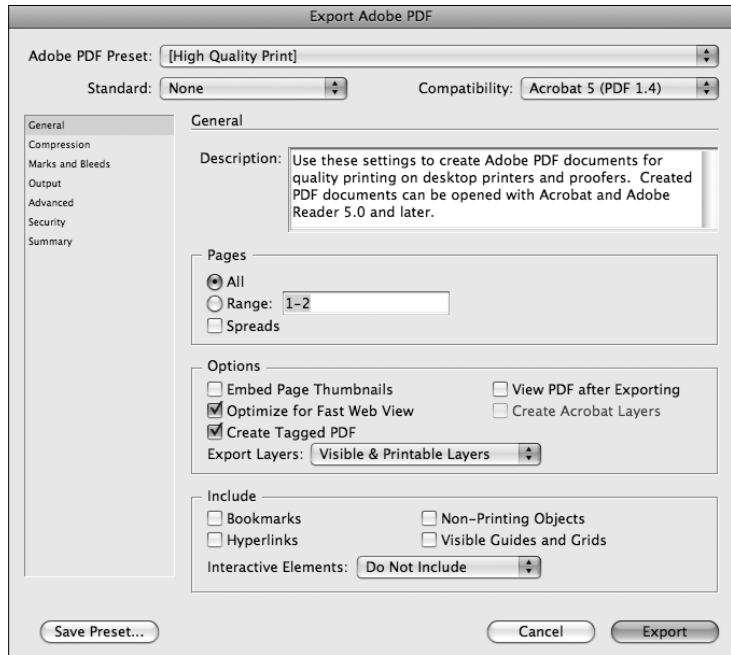 Export Adobe PDF
Adobe PDF Preset: [High Quality Print]
Standard: None Compatibility: Acrobat 5 (PDF 1.4)
General
Compression
Marks and Bleeds
Output
Advanced
Security
Summary
General
Description: Use these settings to create Adobe PDF documents for
quality printing on desktop printers and proofers. Created
PDF documents can be opened with Acrobat and Adobe
Reader 5.0 and later.
Pages
All
Range: 1-2
Spreads
Options
Embed Page Thumbnails View PDF after Exporting
Optimize for Fast Web View Create Acrobat Layers
Create Tagged PDF
Export Layers: Visible & Printable Layers
Include
Bookmarks Non-Printing Objects
Hyperlinks Visible Guides and Grids
Interactive Elements: Do Not Include
Save Preset... Cancel Export